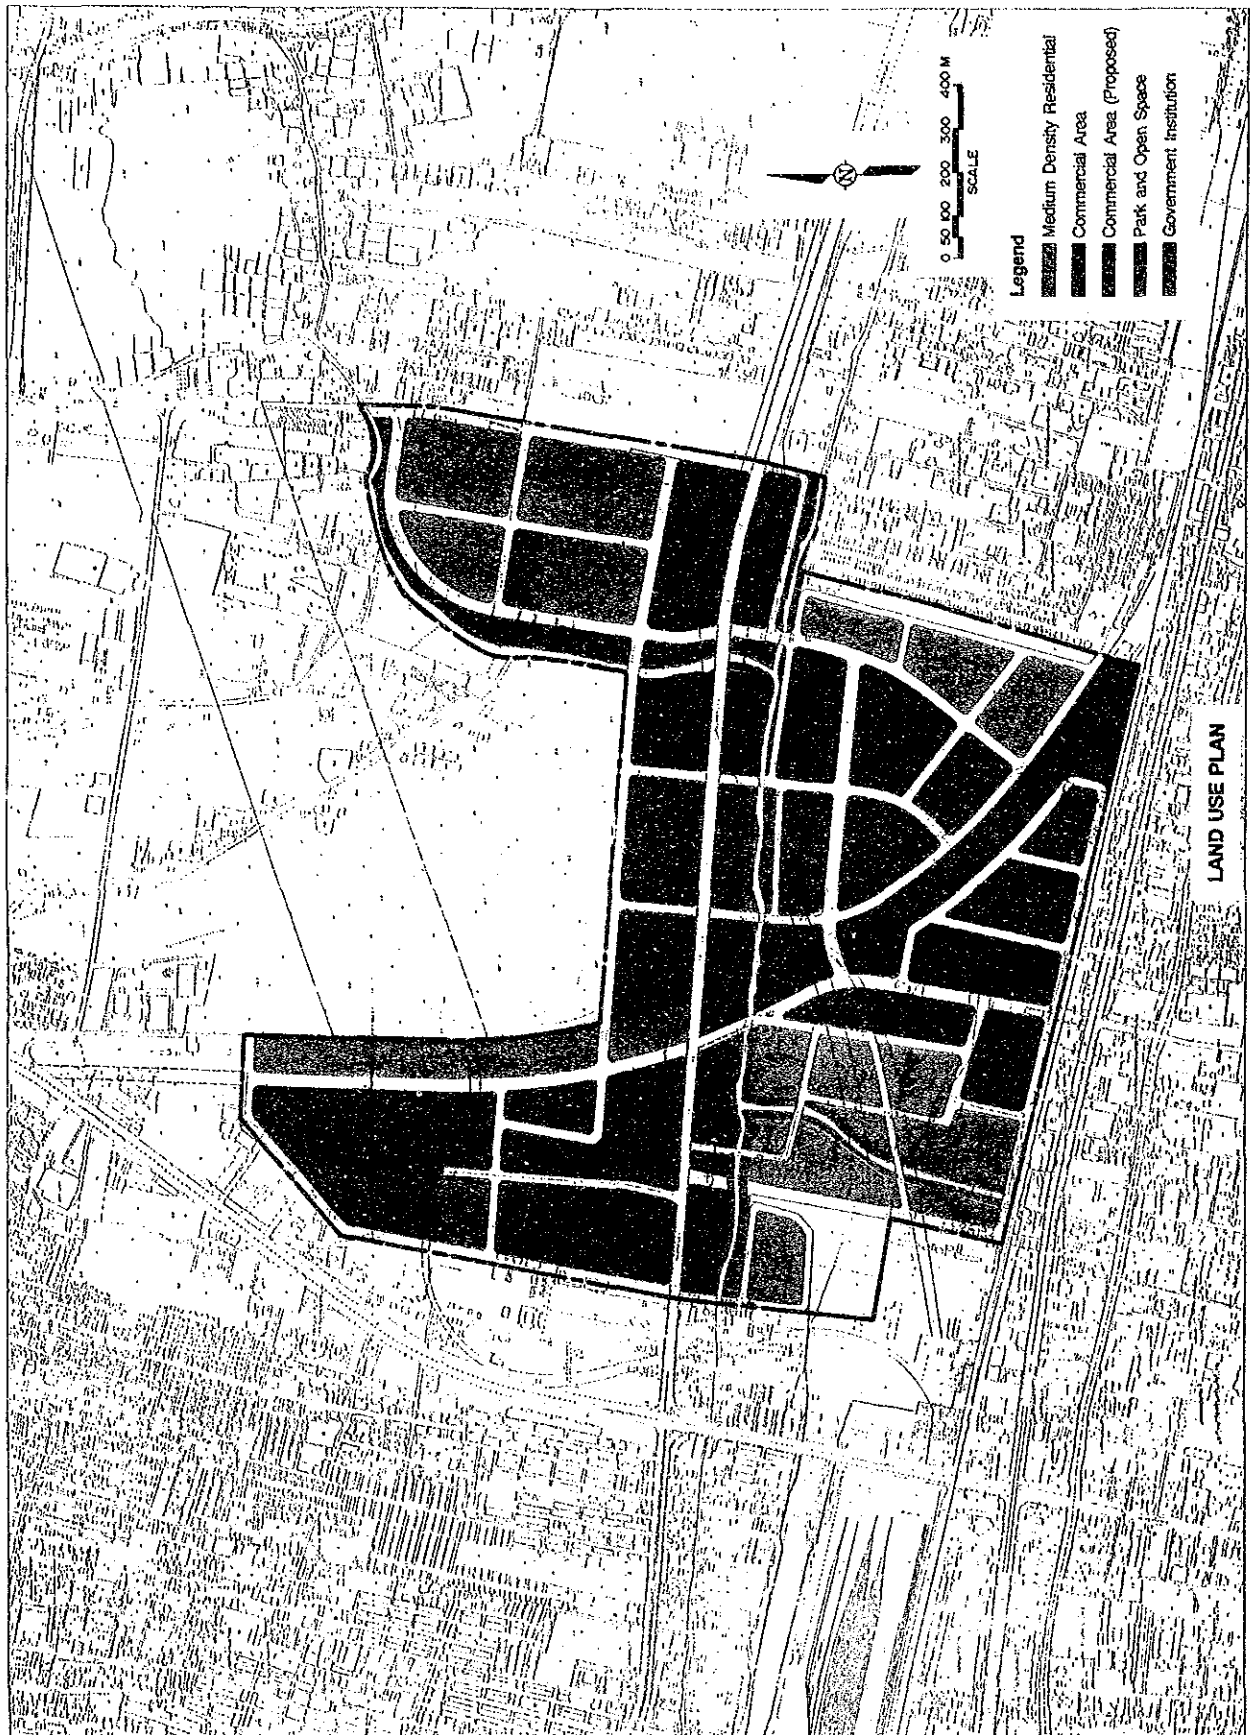 N
0 50 100 200 300 400 M
SCALE
Legend
Medium Density Residential
Commercial Area
Commercial Area (Proposed)
Park and Open Space
Government Institution
LAND USE PLAN